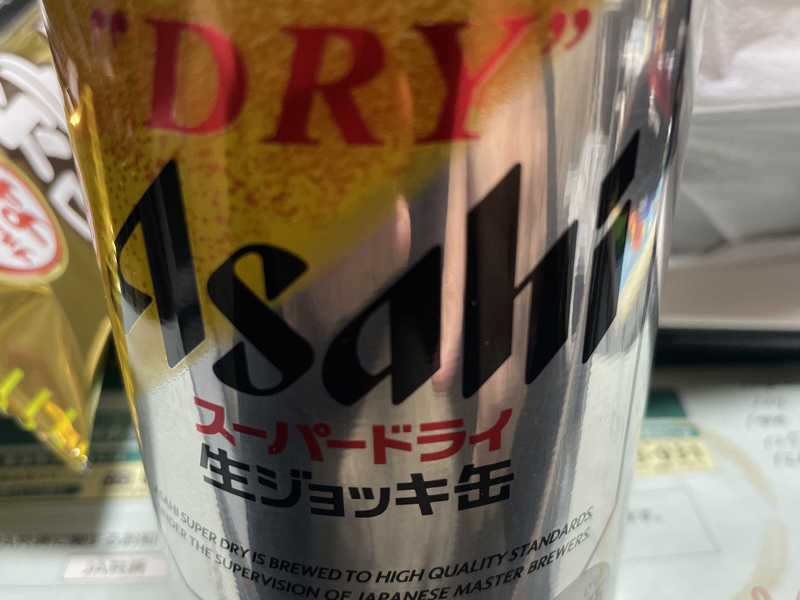 "DRY"
Asahi
スーパードライ
生ジョッキ缶
ASAHI SUPER DRY IS BREWED TO HIGH QUALITY STANDARDS.
UNDER THE SUPERVISION OF JAPANESE MASTER BREWERS.